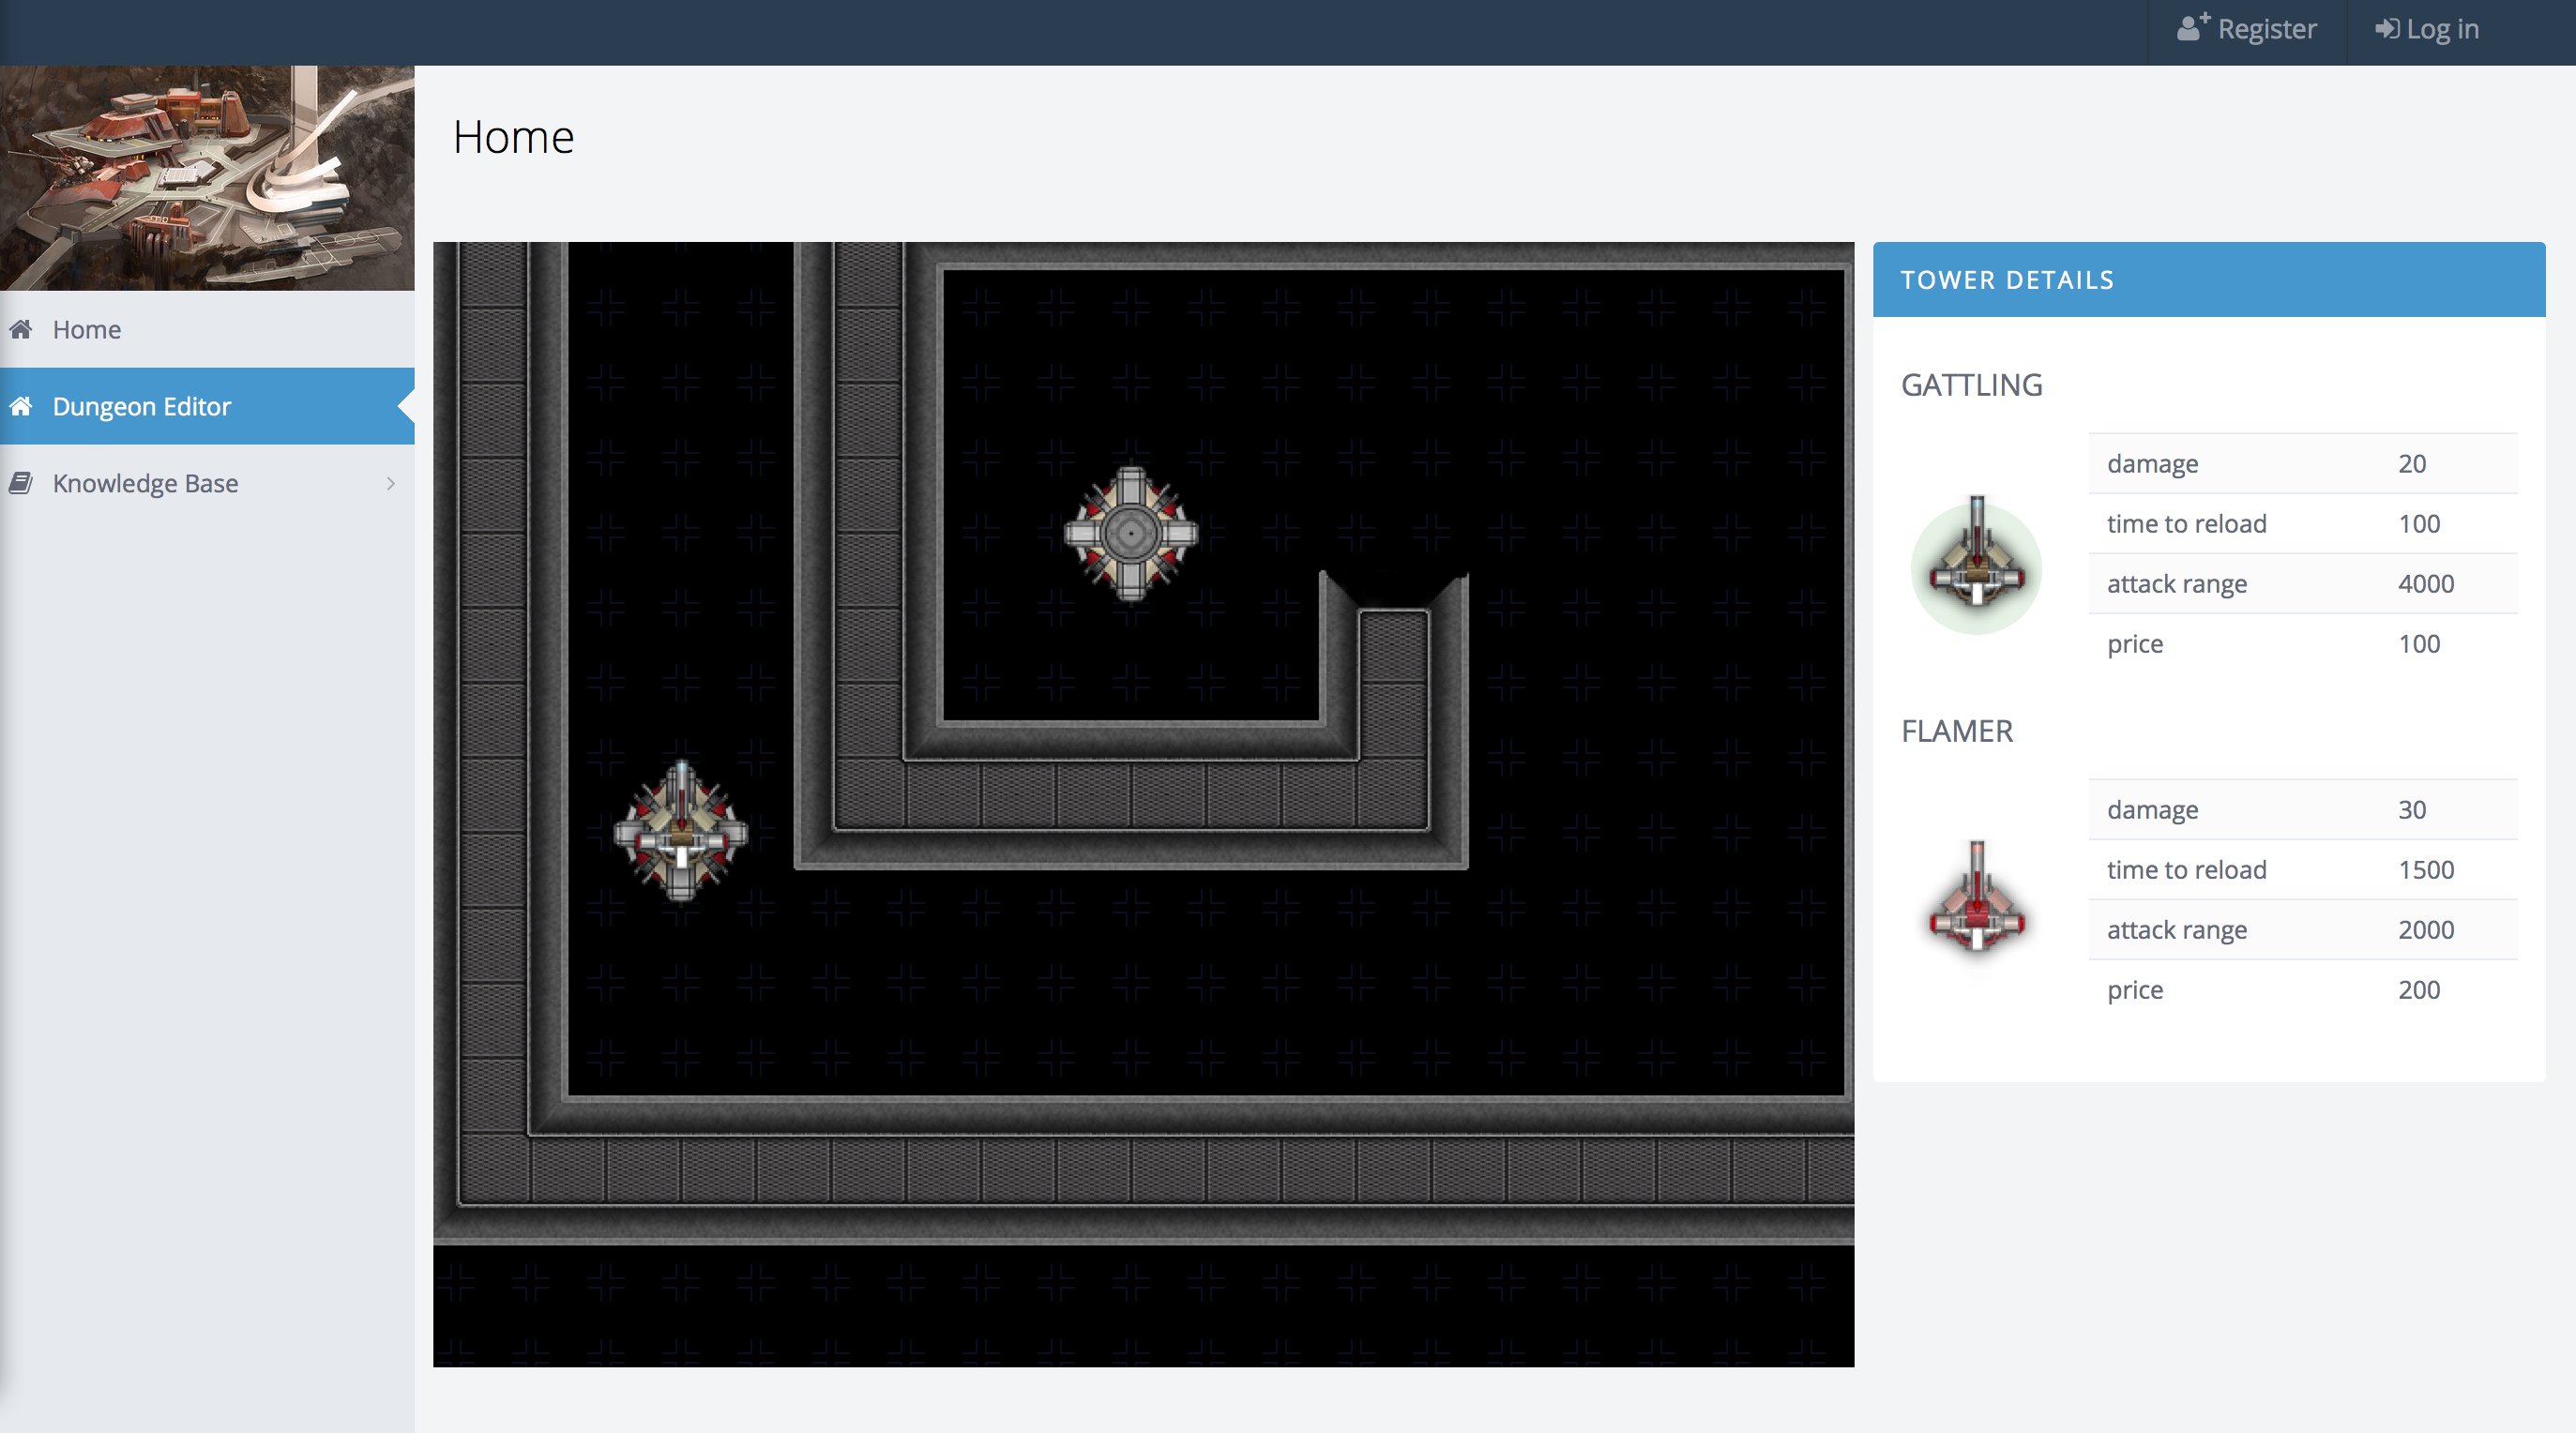 Register
Log in
Home
Dungeon Editor
Knowledge Base
Home
TOWER DETAILS
GATTLING
damage 20
time to reload 100
attack range 4000
price 100
FLAMER
damage 30
time to reload 1500
attack range 2000
price 200